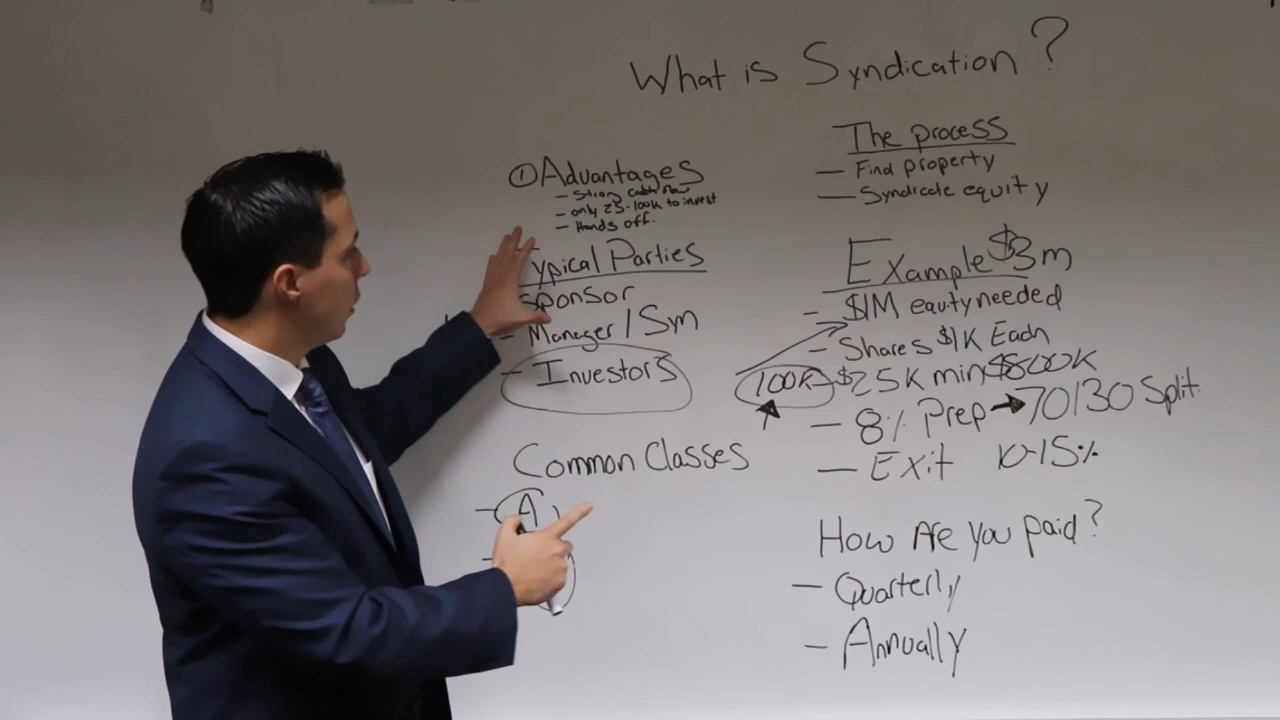 What is Syndication?
① Advantages
- Strong cash flow
- only 25-100k to invest
- Hands off.
Typical Parties
Sponsor
- Manager / Sm
- Investors
Common Classes
- A
The process
- Find property
- Syndicate equity
Example $3m
- $1M equity needed
- Shares $1K Each
100K - $25K min $500K
- 8% Prep → 70/30 Split
- Exit 10-15%
How Are you paid?
- Quarterly
- Annually